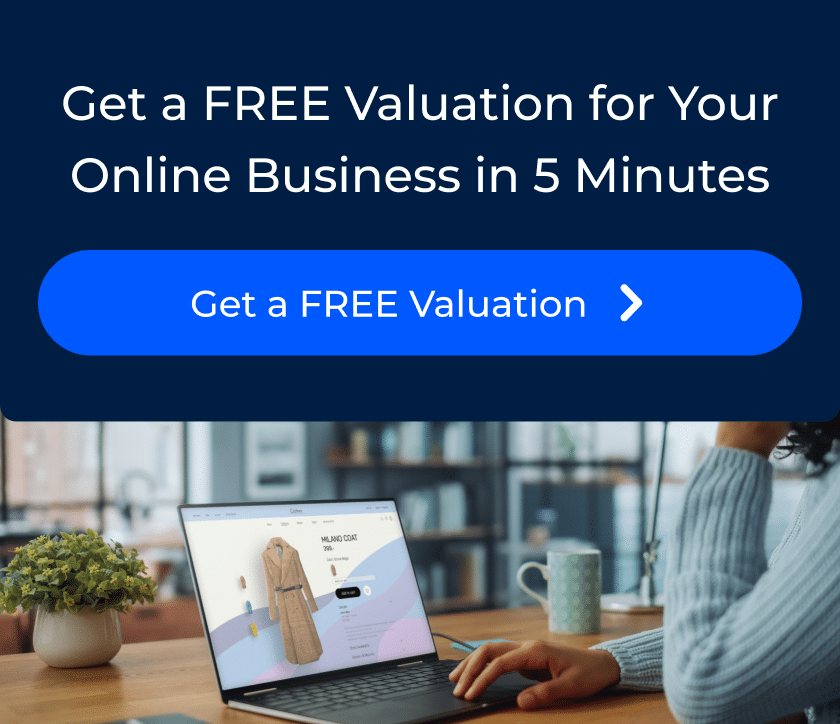 Get a FREE Valuation for Your
Online Business in 5 Minutes
Get a FREE Valuation
MILANO COAT